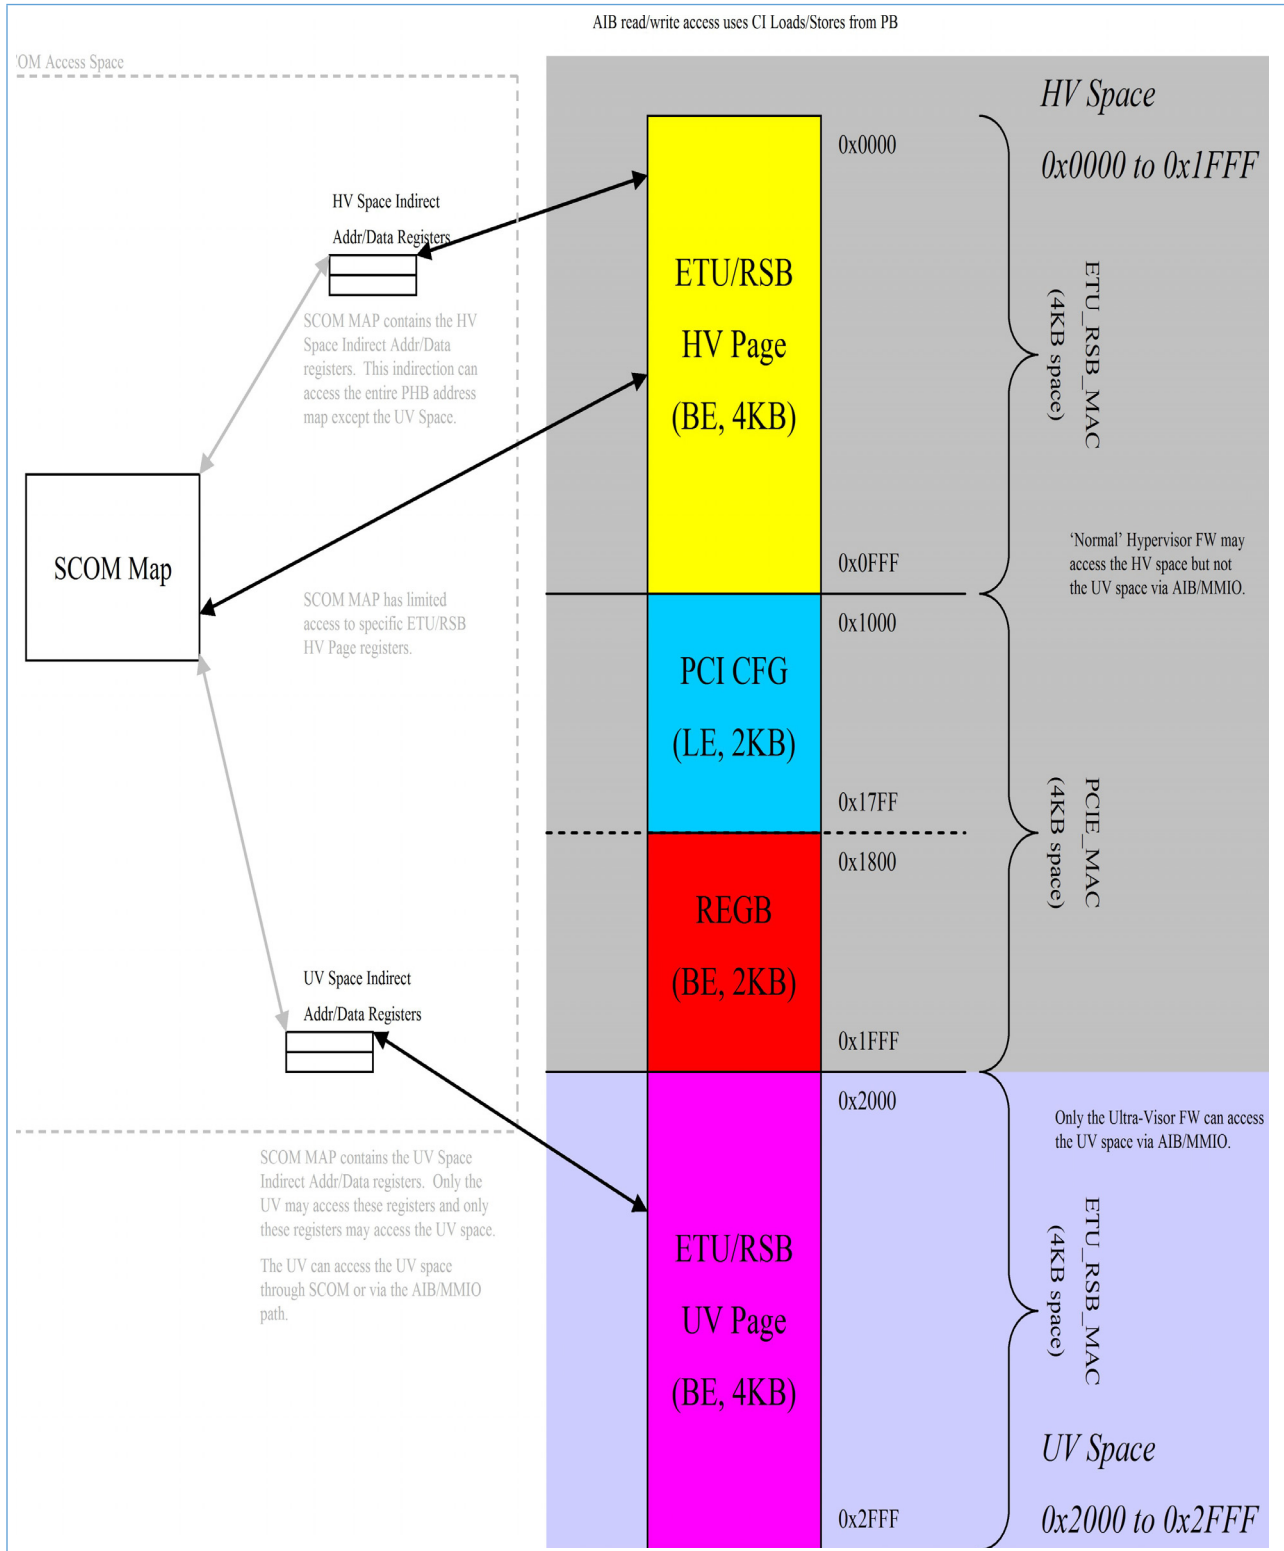 AIB read/write access uses CI Loads/Stores from PB
OM Access Space
HV Space
0x0000 to 0x1FFF
0x0000
HV Space Indirect
Addr/Data Registers
ETU/RSB
HV Page
(BE, 4KB)
ETU_RSB_MAC
(4KB space)
SCOM MAP contains the HV
Space Indirect Addr/Data
registers. This indirection can
access the entire PHB address
map except the UV Space.
SCOM Map
0x0FFF
'Normal' Hypervisor FW may
access the HV space but not
the UV space via AIB/MMIO.
SCOM MAP has limited
access to specific ETU/RSB
HV Page registers.
0x1000
PCI CFG
(LE, 2KB)
0x17FF
PCIE_MAC
(4KB space)
0x1800
REGB
(BE, 2KB)
0x1FFF
UV Space Indirect
Addr/Data Registers
0x2000
Only the Ultra-Visor FW can access
the UV space via AIB/MMIO.
SCOM MAP contains the UV Space
Indirect Addr/Data registers. Only the
UV may access these registers and only
these registers may access the UV space.
The UV can access the UV space
through SCOM or via the AIB/MMIO
path.
ETU/RSB
UV Page
(BE, 4KB)
ETU_RSB_MAC
(4KB space)
UV Space
0x2000 to 0x2FFF
0x2FFF